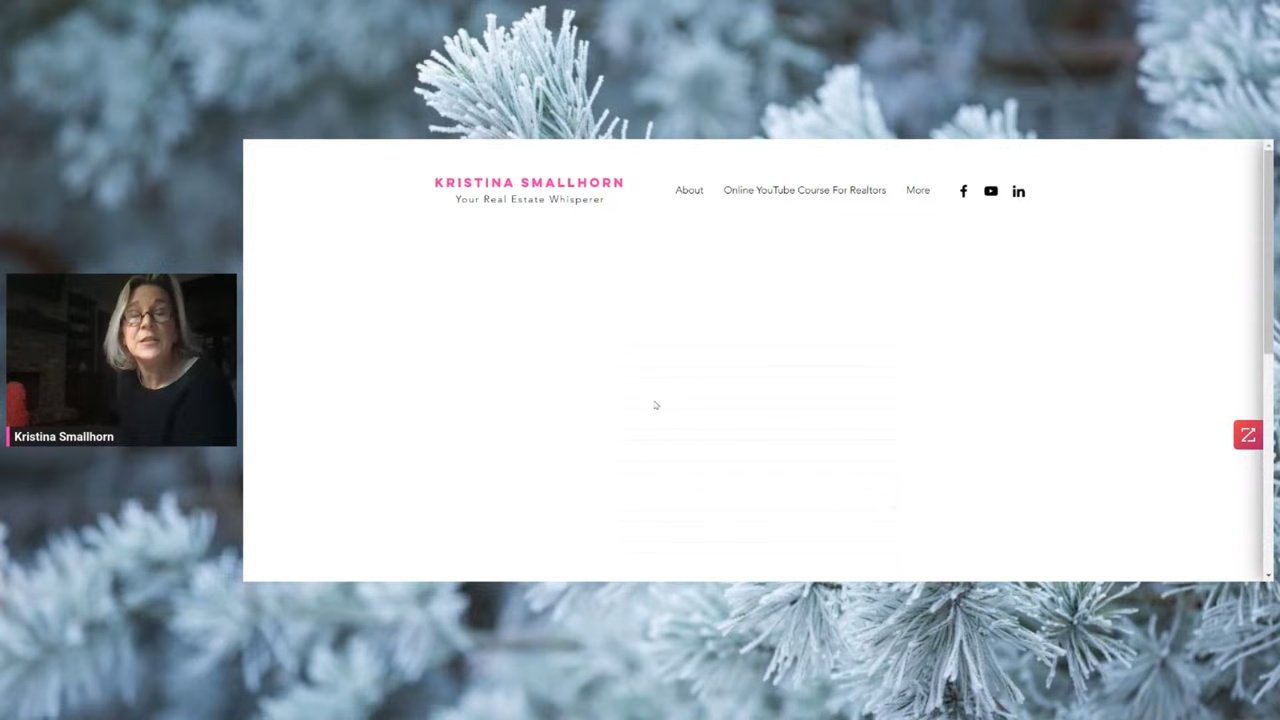 KRISTINA SMALLHORN
Your Real Estate Whisperer
About
Online YouTube Course For Realtors
More
Kristina Smallhorn